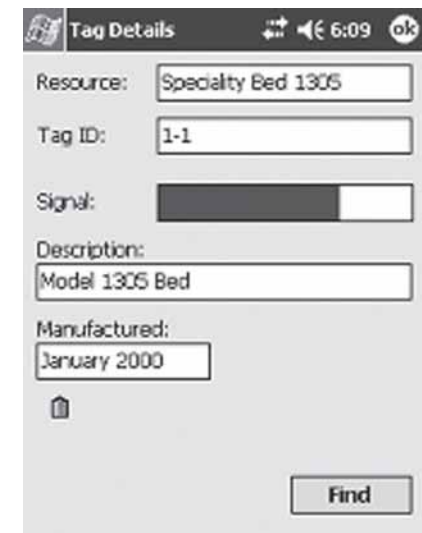 Tag Details 6:09 ok
Resource: Speciality Bed 1305
Tag ID: 1-1
Signal:
Description:
Model 1305 Bed
Manufactured:
January 2000
Find